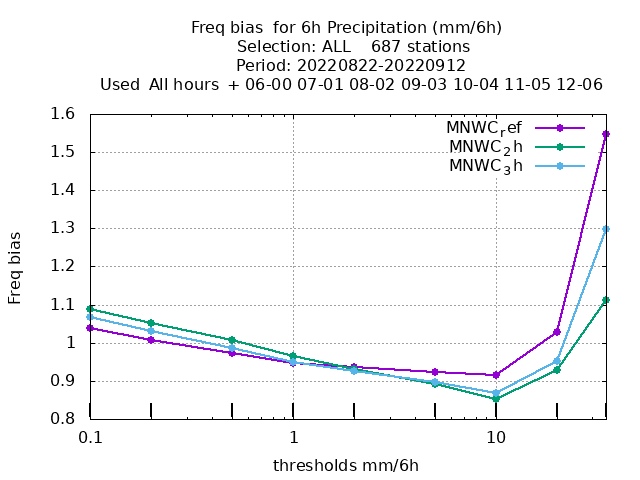 Freq bias  for 6h Precipitation (mm/6h)
Selection: ALL    687 stations
Period: 20220822-20220912
Used  All hours  + 06-00 07-01 08-02 09-03 10-04 11-05 12-06
1.6
1.5
1.4
1.3
1.2
1.1
1
0.9
0.8
Freq bias
MNWCref
MNWC2h
MNWC3h
0.1
1
10
thresholds mm/6h